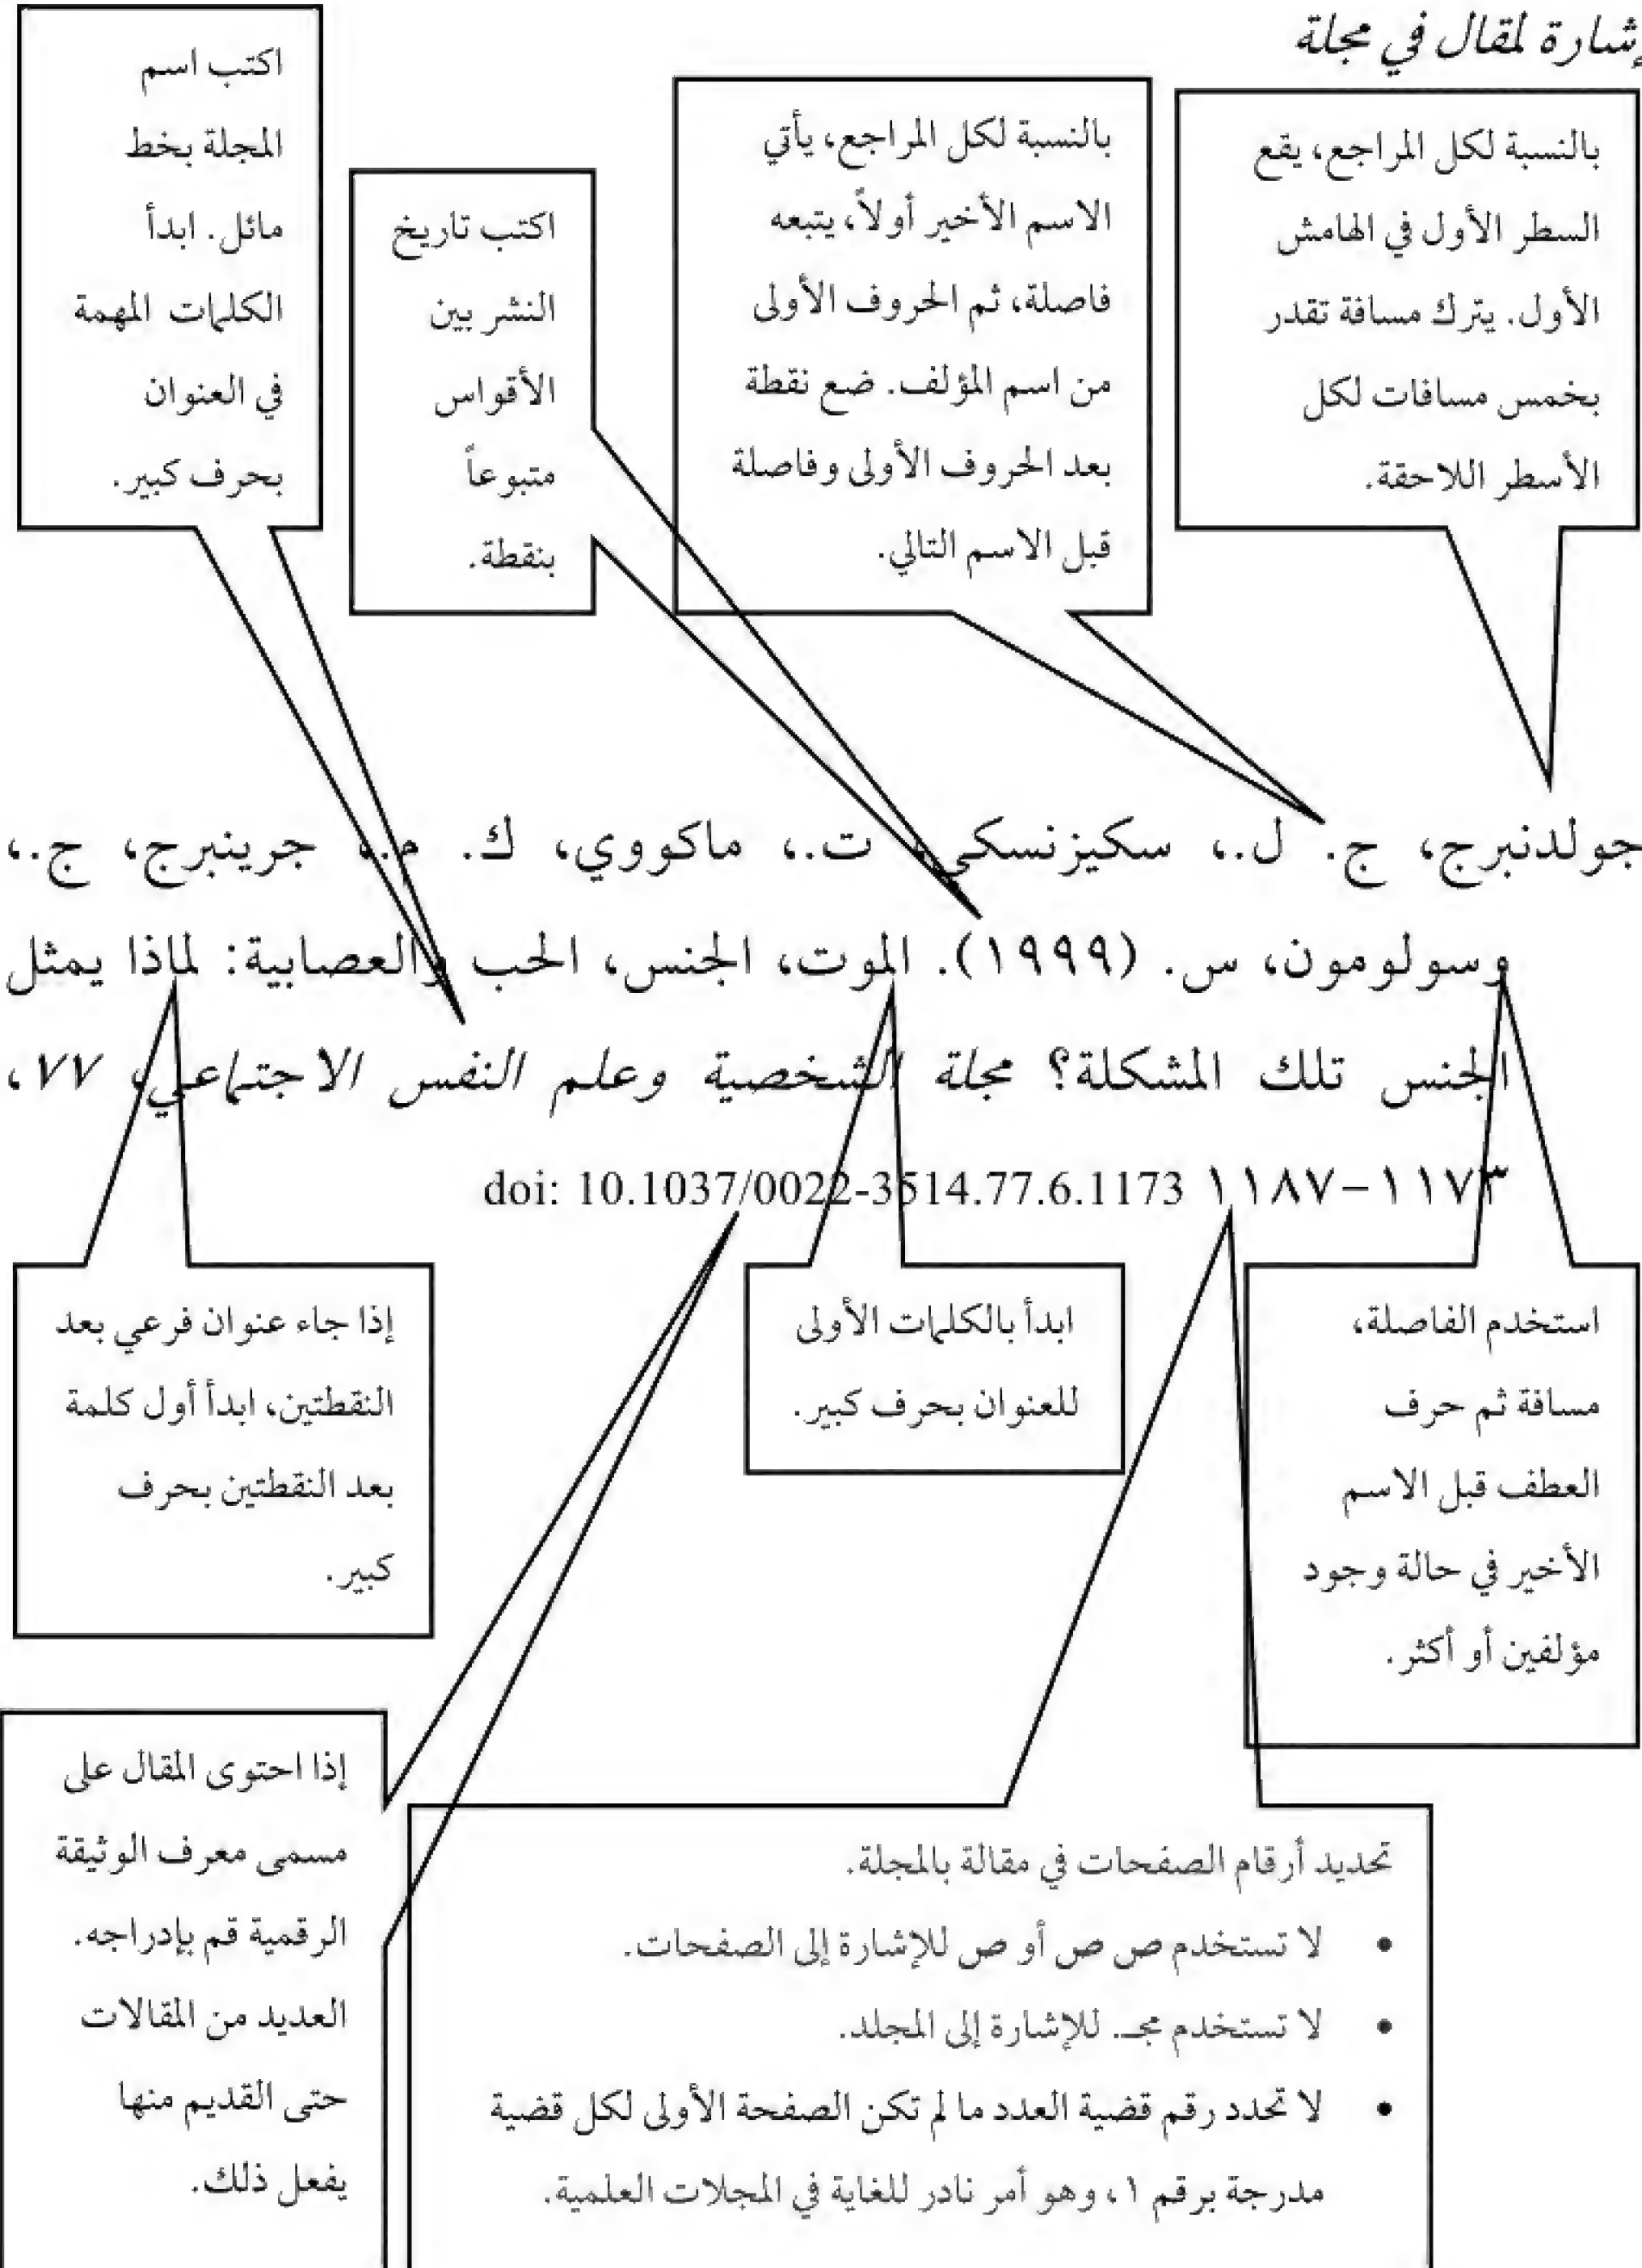 إشارة لمقال في مجلة
بالنسبة لكل المراجع، يقع
السطر الأول في الهامش
الأول. يترك مسافة تقدر
بخمس مسافات لكل
الأسطر اللاحقة.
بالنسبة لكل المراجع، يأتي
الاسم الأخير أولاً، يتبعه
فاصلة، ثم الحروف الأولى
من اسم المؤلف. ضع نقطة
بعد الحروف الأولى وفاصلة
قبل الاسم التالي.
اكتب تاريخ
النشر بين
الأقواس
متبوعاً
بنقطة.
اكتب اسم
المجلة بخط
مائل. ابدأ
الكلمات المهمة
في العنوان
بحرف كبير.
جولدنبرج، ج. ل.، سكيزنسكي، ت.، ماكووي، ك. م.، جرينبرج، ج.،
وسولومون، س. (١٩٩٩). الموت، الجنس، الحب والعصابية: لماذا يمثل
الجنس تلك المشكلة؟ مجلة الشخصية وعلم النفس الاجتماعي، ٧٧،
١١٧٣-١١٨٧ doi: 10.1037/0022-3514.77.6.1173
استخدم الفاصلة،
مسافة ثم حرف
العطف قبل الاسم
الأخير في حالة وجود
مؤلفين أو أكثر.
ابدأ بالكلمات الأولى
للعنوان بحرف كبير.
إذا جاء عنوان فرعي بعد
النقطتين، ابدأ أول كلمة
بعد النقطتين بحرف
كبير.
تحديد أرقام الصفحات في مقالة بالمجلة.
• لا تستخدم ص ص أو ص للإشارة إلى الصفحات.
• لا تستخدم مجـ. للإشارة إلى المجلد.
• لا تحدد رقم قضية العدد ما لم تكن الصفحة الأولى لكل قضية
مدرجة برقم ١، وهو أمر نادر للغاية في المجلات العلمية.
إذا احتوى المقال على
مسمى معرف الوثيقة
الرقمية قم بإدراجه.
العديد من المقالات
حتى القديم منها
يفعل ذلك.